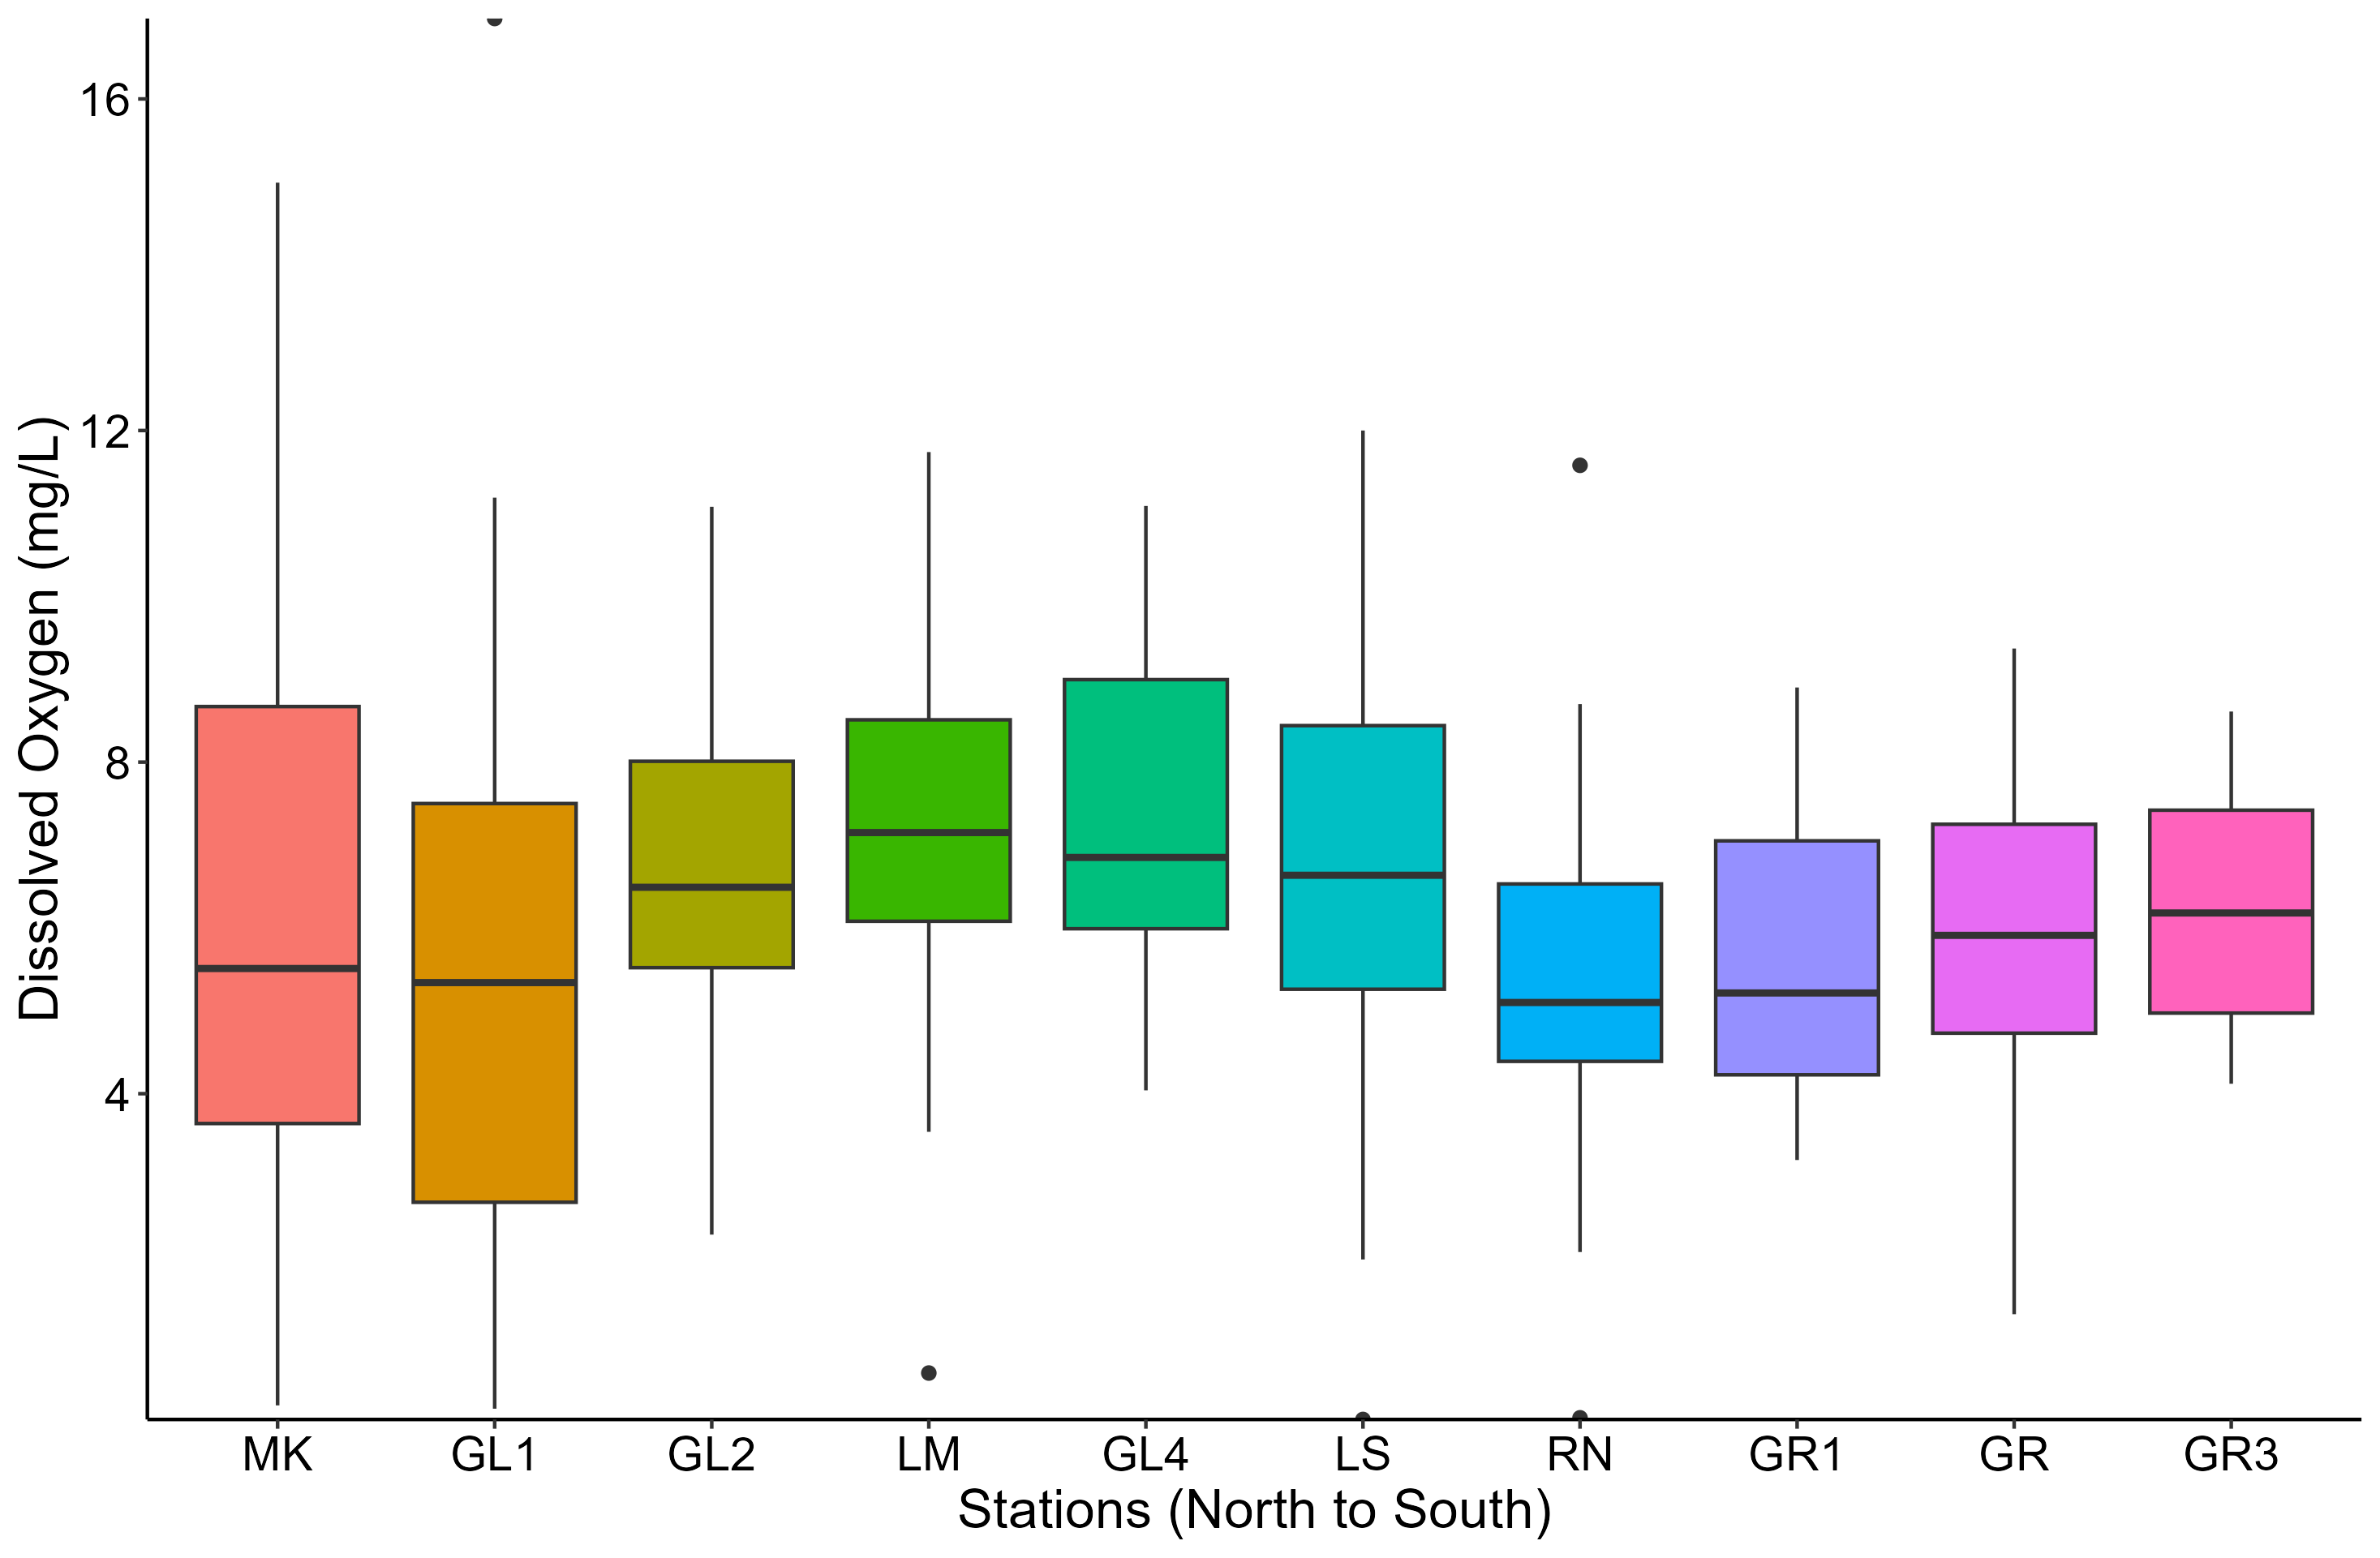 Dissolved Oxygen (mg/L)
16
12
8
4
MK GL1 GL2 LM GL4 LS RN GR1 GR GR3
Stations (North to South)